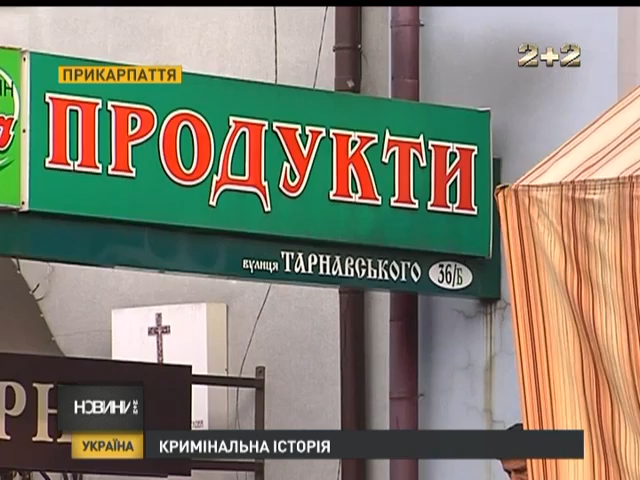 ПРИКАРПАТТЯ
2+2
ПРОДУКТИ
вулиця ТАРНАВСЬКОГО 36/Б
НОВИНИ
УКРАЇНА
КРИМІНАЛЬНА ІСТОРІЯ